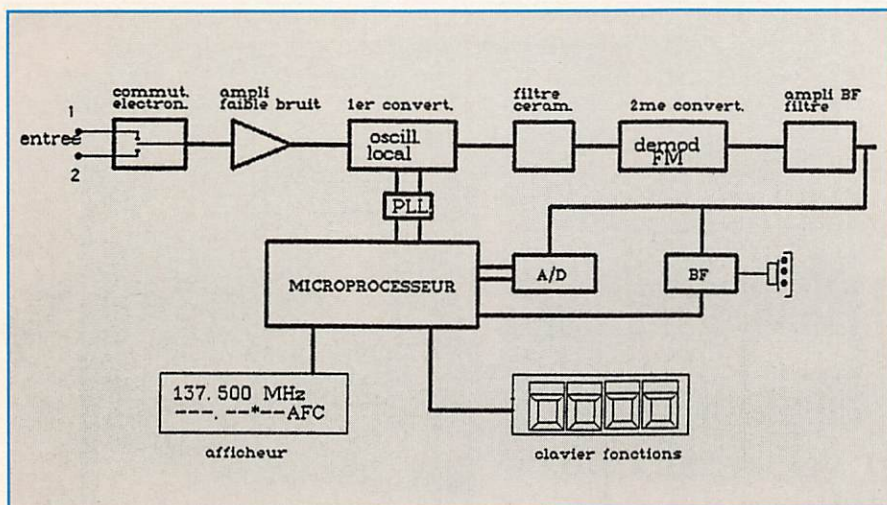 commut.
electron.
ampli
faible bruit
1er convert.
filtre
ceram.
2me convert.
ampli BF
filtre
1
entree
2
oscill.
local
demod
FM
PLL
MICROPROCESSEUR
A/D
BF
137.500 MHz
---.--*--AFC
afficheur
clavier fonctions